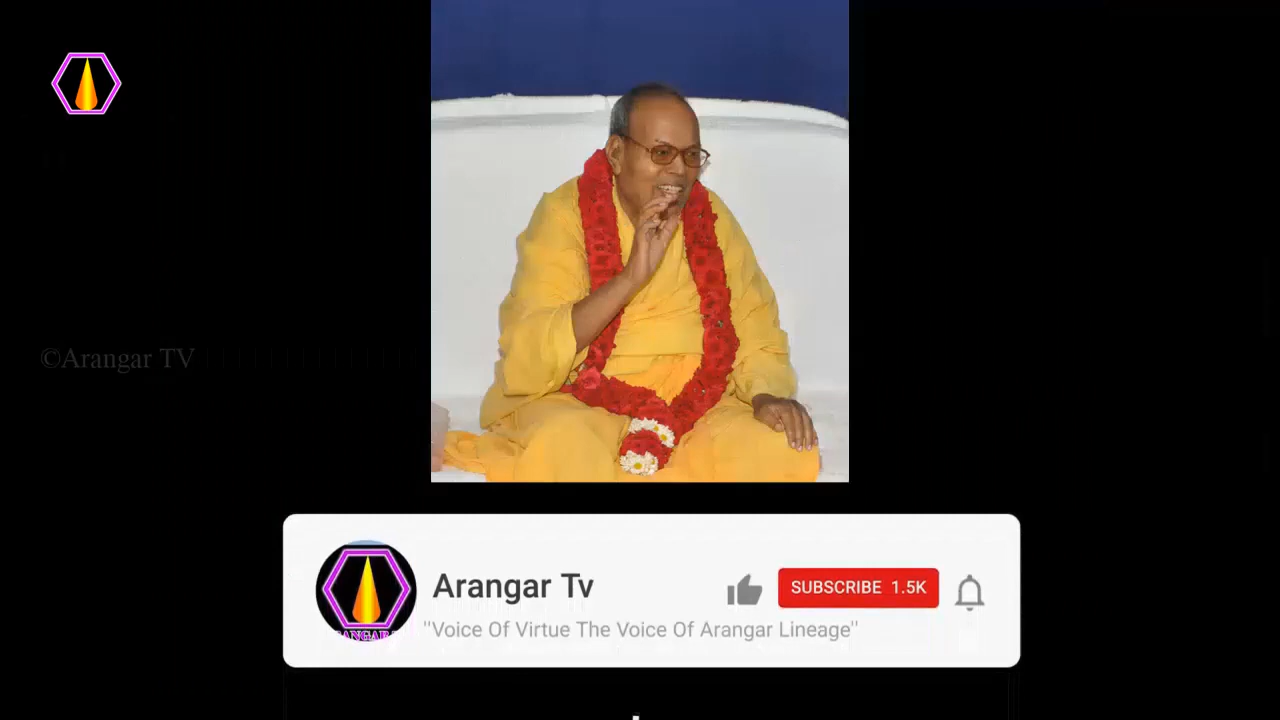 ©Arangar TV
Arangar Tv
SUBSCRIBE 1.5K
"Voice Of Virtue The Voice Of Arangar Lineage"